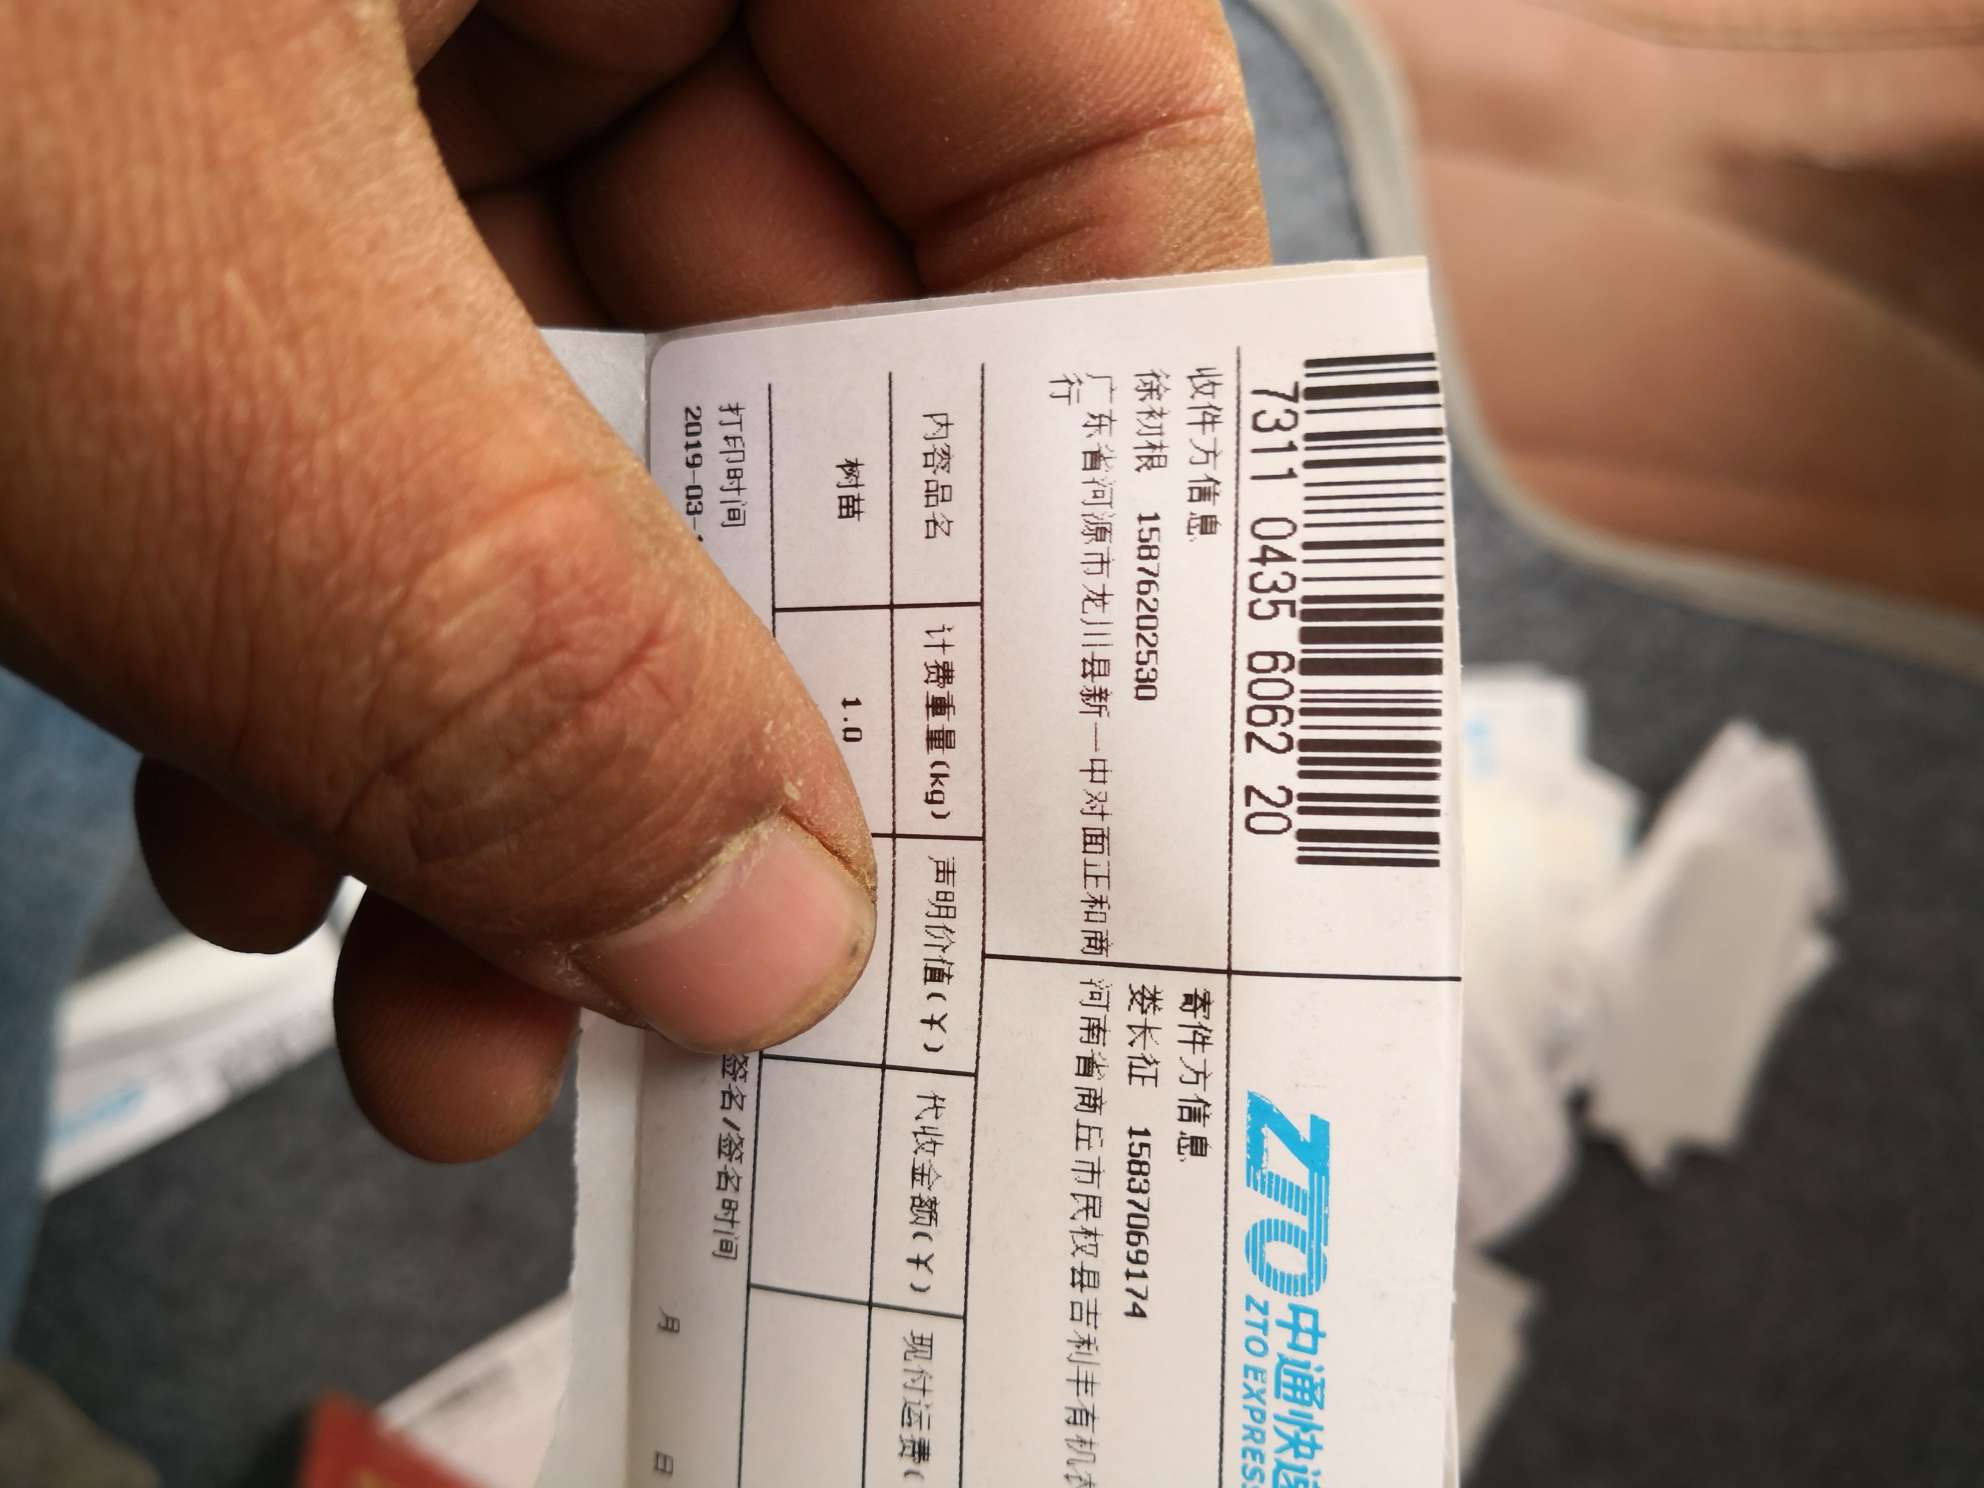 7311 0435 6062 20
ZTO 中通快递
ZTO EXPRESS
收件方信息
徐初根 15876202530
广东省河源市龙川县新一中对面正和商
行
寄件方信息
娄长征 15837069174
河南省商丘市民权县吉利丰有机
内容品名 计费重量(kg) 声明价值(¥) 代收金额(¥) 现付运费(
树苗 1.0
打印时间
2019-03-
签名/签名时间
月 日